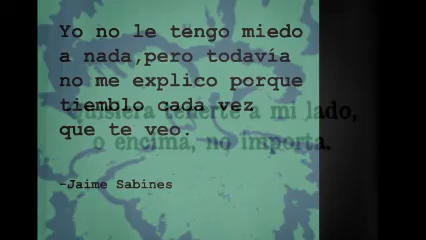 Yo no le tengo miedo
a nada,pero todavía
no me explico porque
tiemblo cada vez
quisiera tenerte a mi lado,
que te veo.
o encima, no importa.
-Jaime Sabines